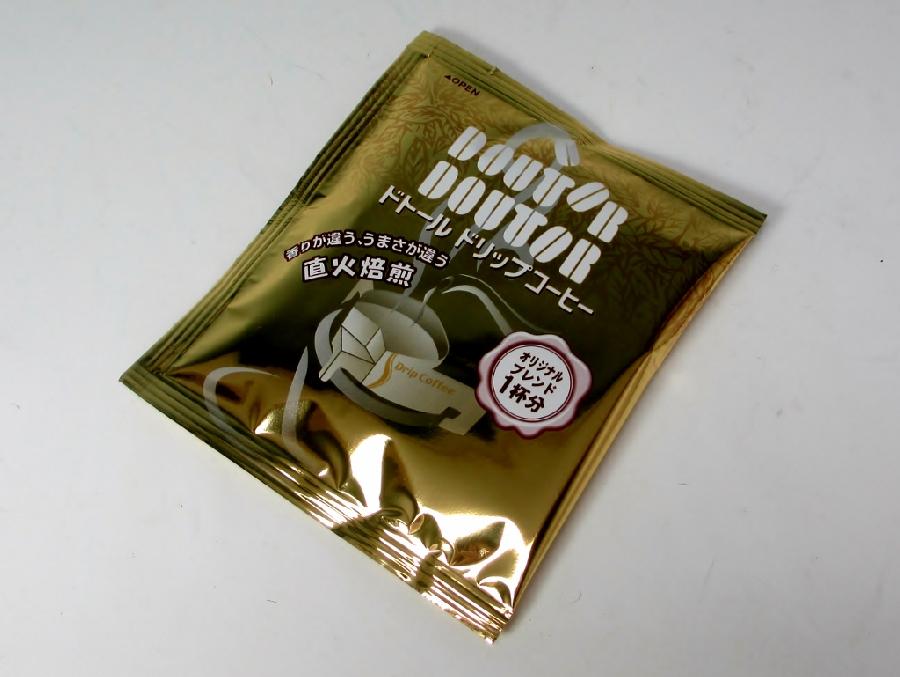 ▲OPEN
DOUTOR
DOUTOR
ドトール ドリップコーヒー
香りが違う、うまさが違う
直火焙煎
Drip Coffee
オリジナル
ブレンド
1杯分